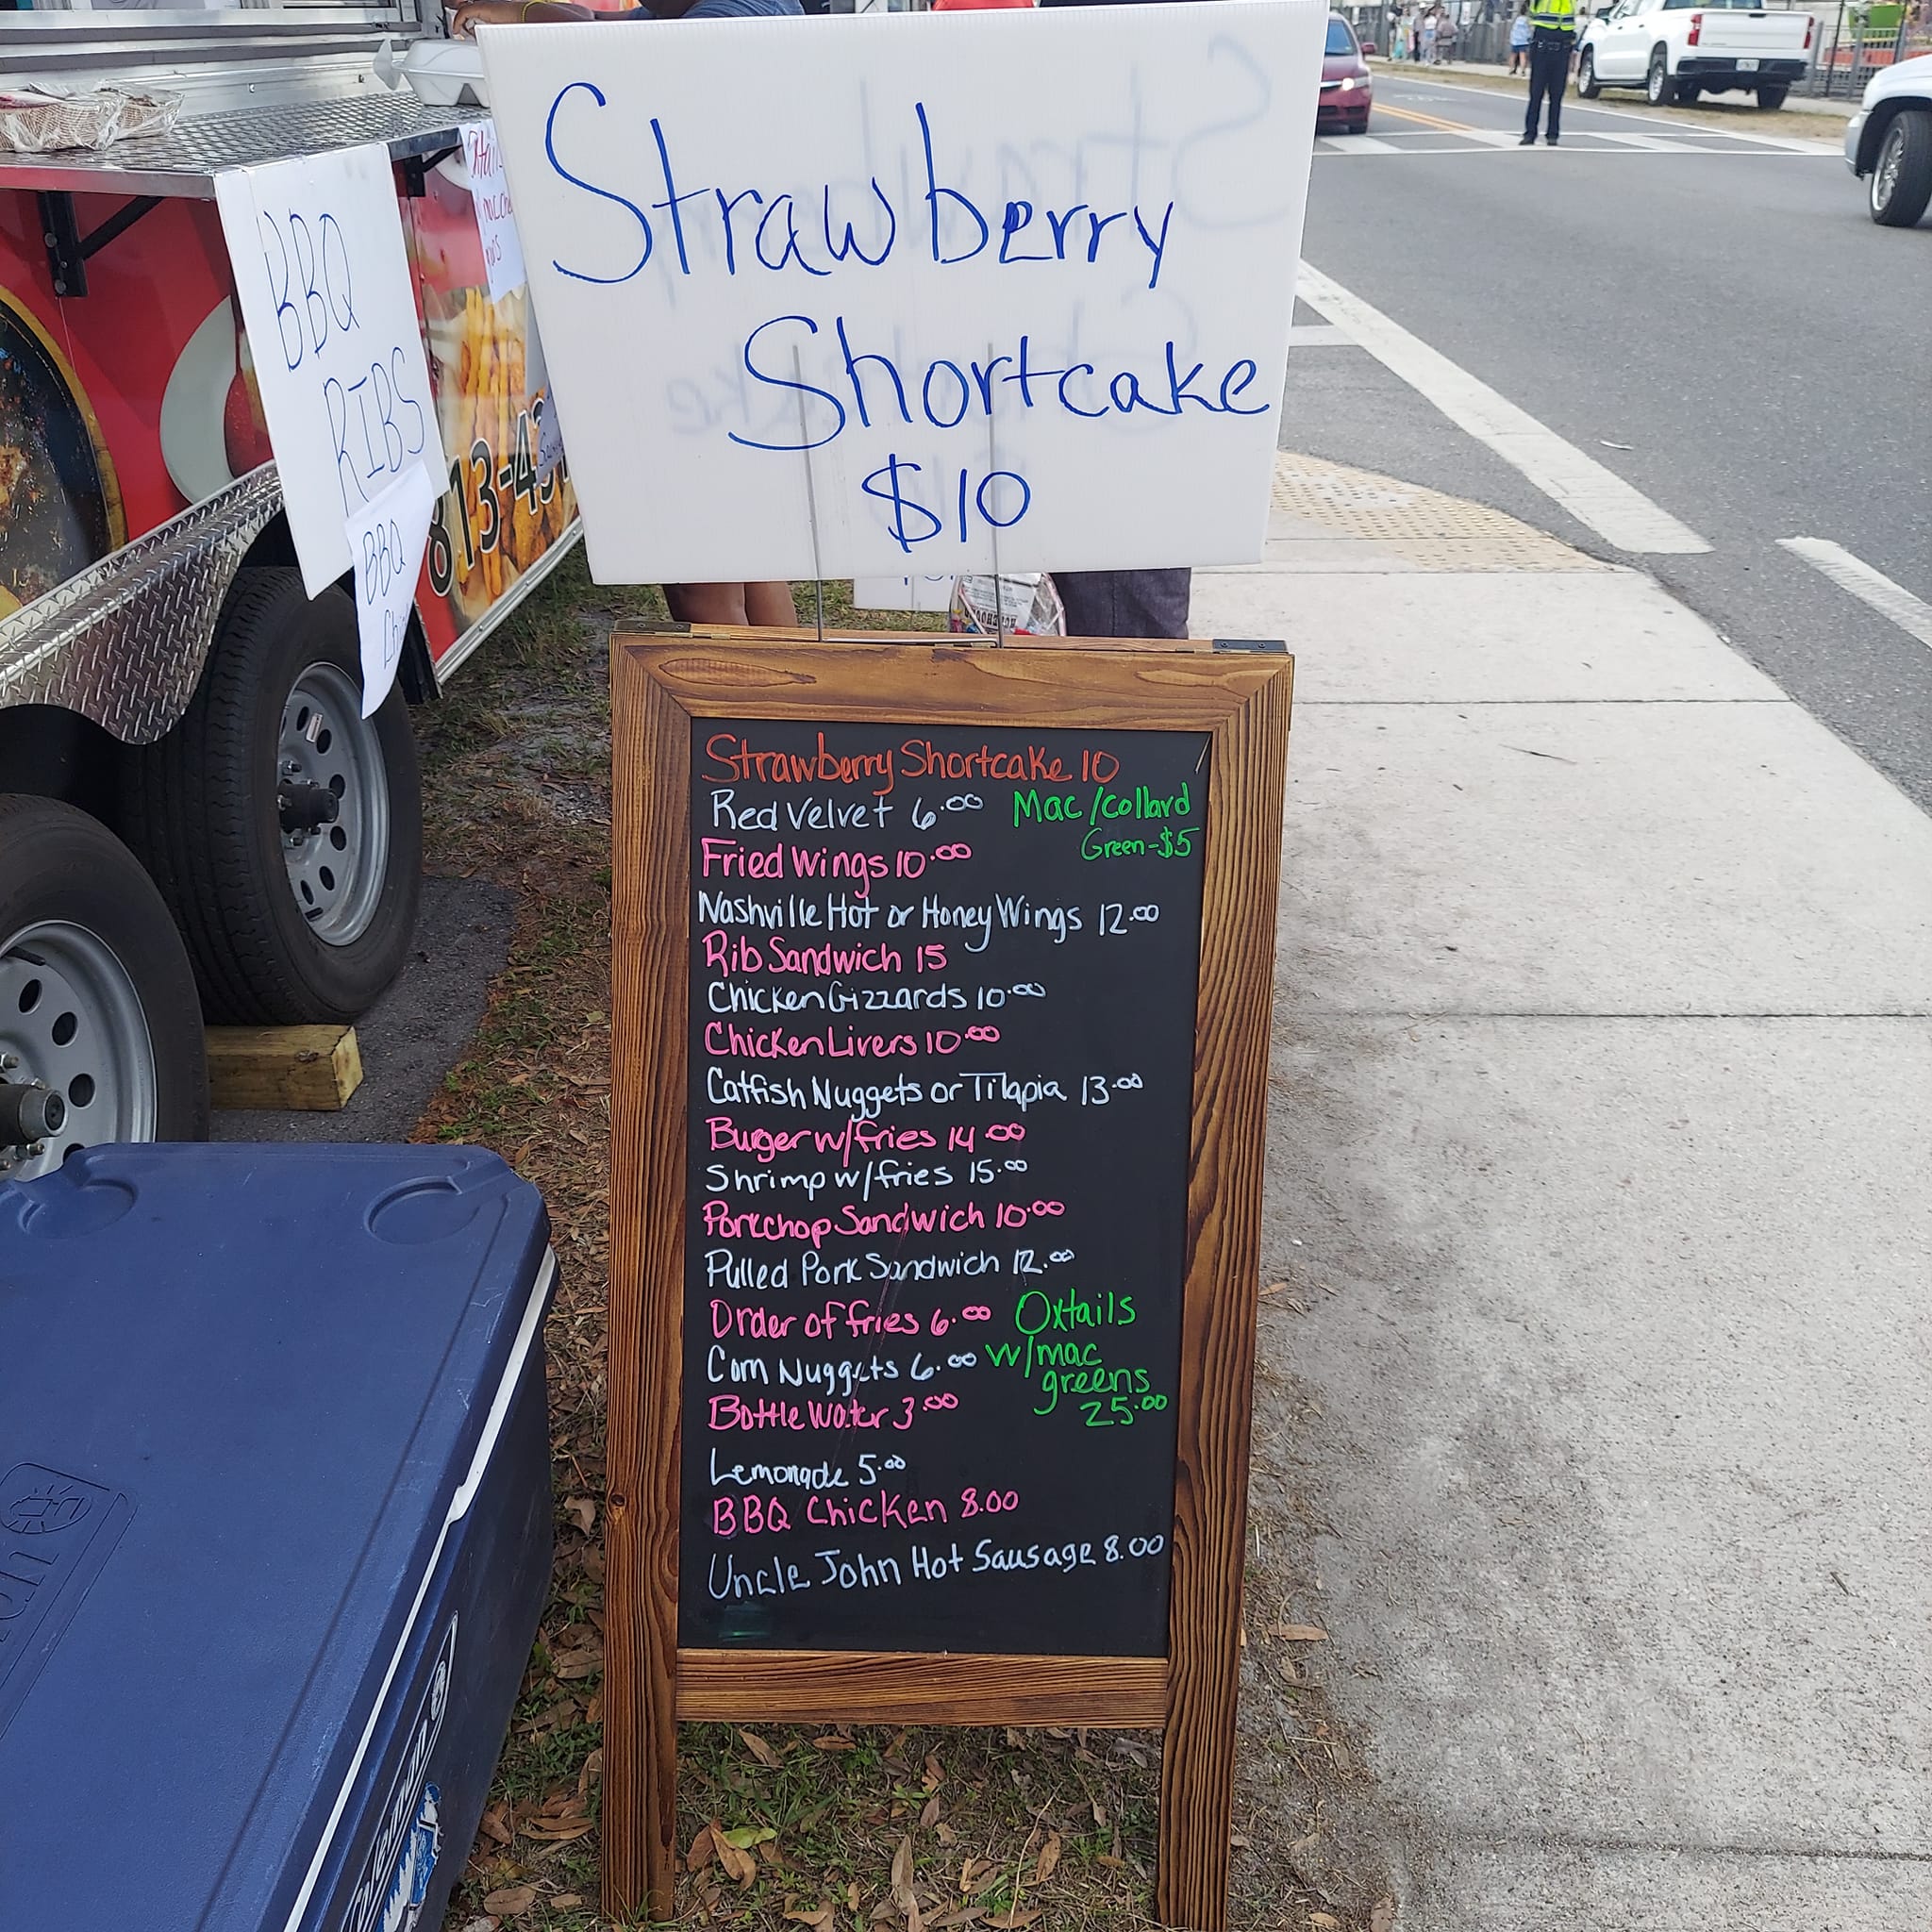 Strawberry
Shortcake
$10
BBQ
RIBS
BBQ
813-4
Strawberry Shortcake 10
Red Velvet 6.00
Mac/collard
Green-$5
Fried Wings 10.00
Nashville Hot or Honey Wings 12.00
Rib Sandwich 15
Chicken Gizzards 10.00
Chicken Livers 10.00
Catfish Nuggets or Tilapia 13.00
Burger w/fries 14.00
Shrimp w/fries 15.00
Porkchop Sandwich 10.00
Pulled Pork Sandwich 12.00
Order of fries 6.00
Oxtails
w/mac
greens
25.00
Corn Nuggets 6.00
Bottle Water 3.00
Lemonade 5.00
BBQ Chicken 8.00
Uncle John Hot Sausage 8.00
Coleman